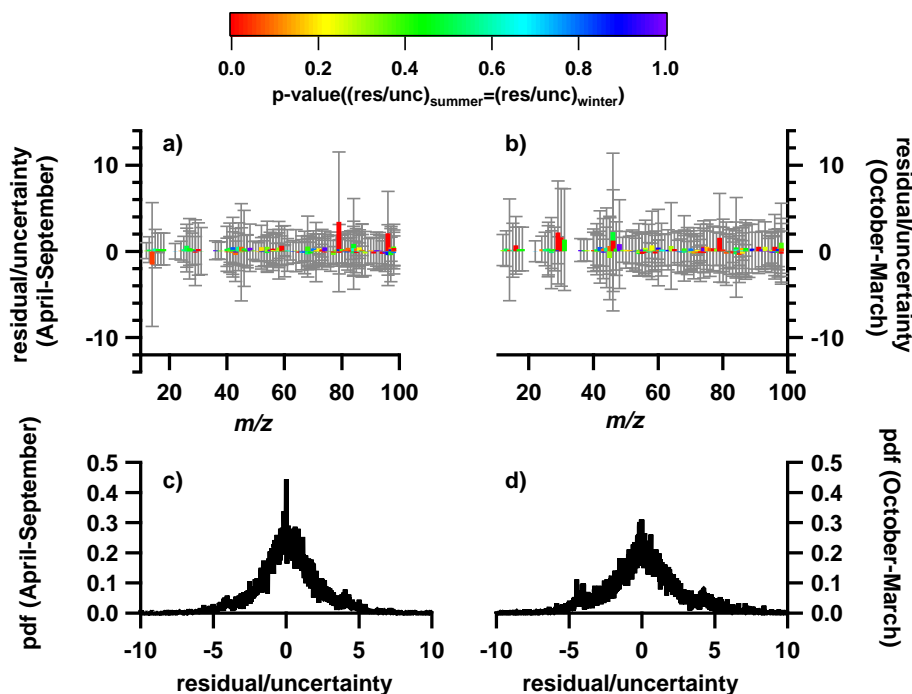 0.0 0.2 0.4 0.6 0.8 1.0
p-value((res/unc)summer=(res/unc)winter)
a)
b)
residual/uncertainty
(April-September)
10
0
-10
20 40 60 80 100
m/z
20 40 60 80 100
m/z
10
0
-10
residual/uncertainty
(October-March)
c)
d)
pdf (April-September)
0.5
0.4
0.3
0.2
0.1
0.0
-10 -5 0 5 10
residual/uncertainty
-10 -5 0 5 10
residual/uncertainty
0.5
0.4
0.3
0.2
0.1
0.0
pdf (October-March)